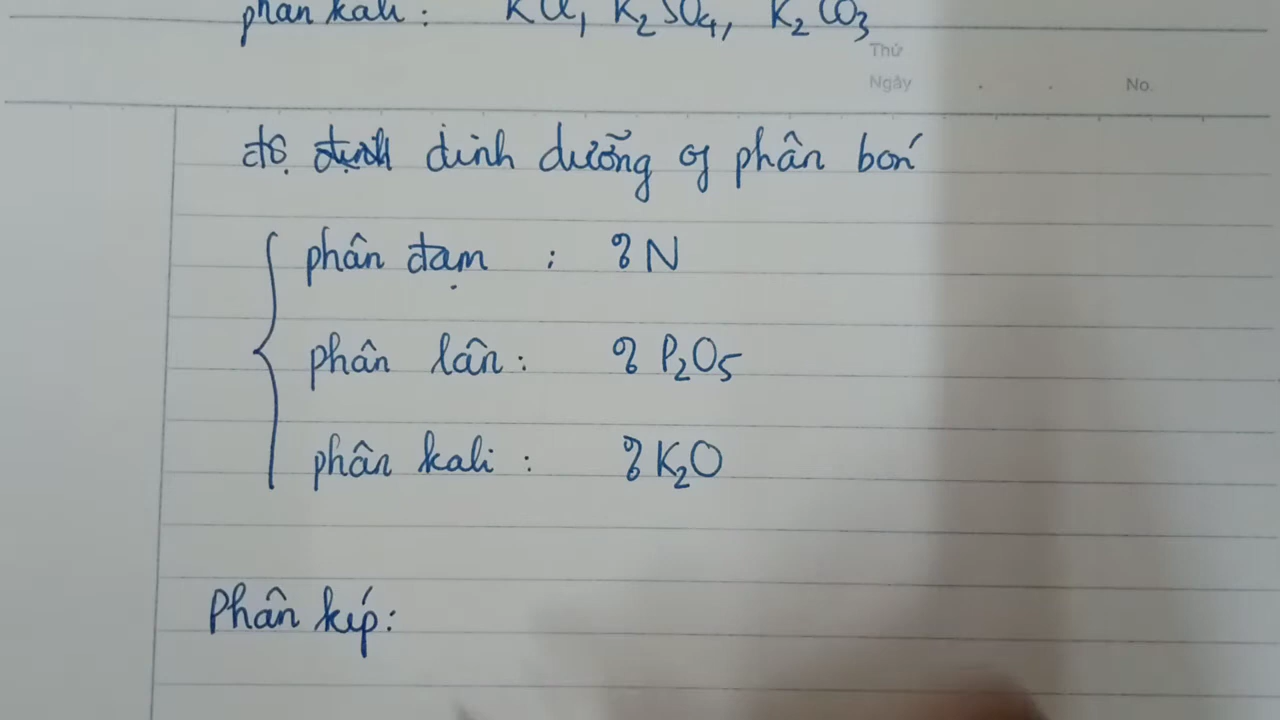 phân kali : KCl, K₂SO₄, K₂CO₃
Thứ
Ngày . . No.
độ dinh dưỡng of phân bón
phân đạm : % N
phân lân : % P₂O₅
phân kali : % K₂O
Phân kép :